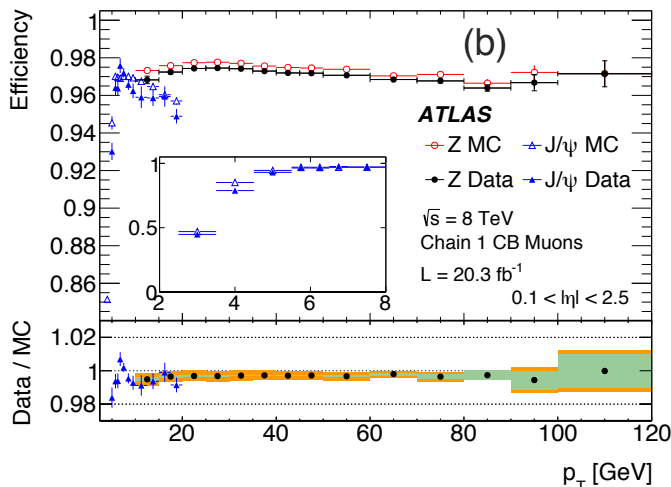 Efficiency
1
0.98
0.96
0.94
0.92
0.9
0.88
0.86
(b)
ATLAS
Z MC
J/ψ MC
Z Data
J/ψ Data
√s = 8 TeV
Chain 1 CB Muons
L = 20.3 fb⁻¹
0.1 < |η| < 2.5
1
0.5
0
2 4 6 8
Data / MC
1.02
1
0.98
20 40 60 80 100 120
p_T [GeV]